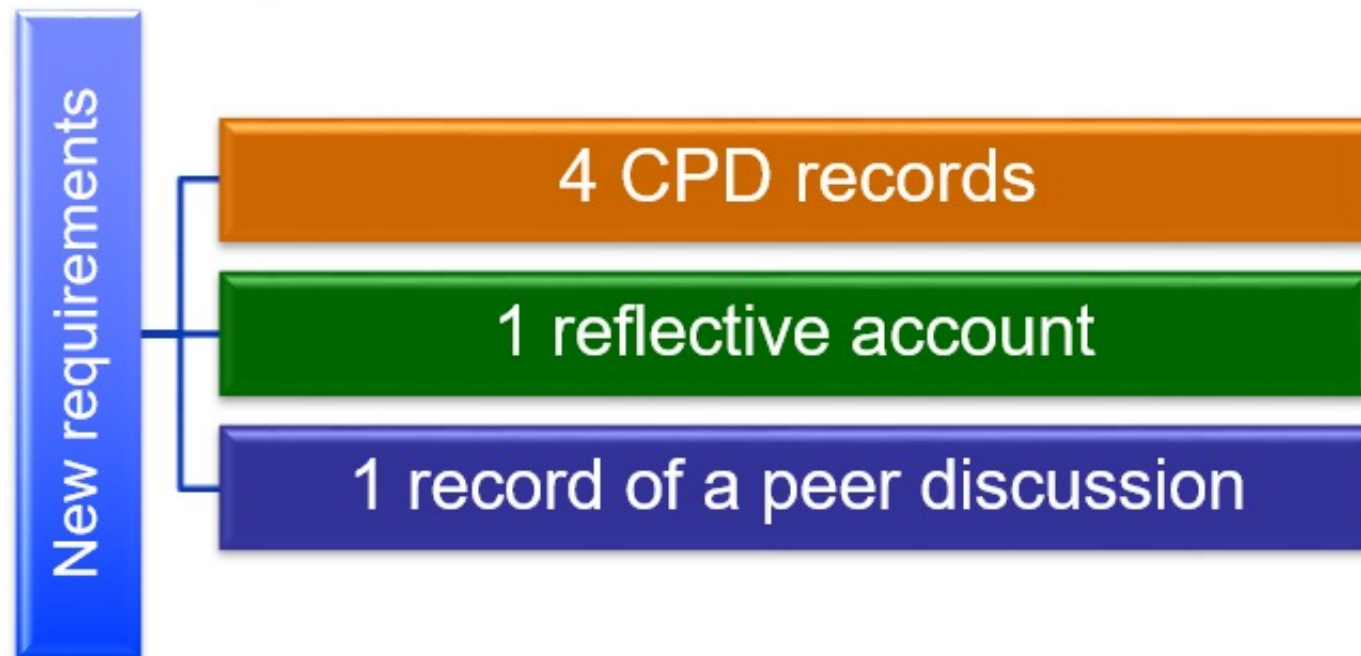 New requirements
4 CPD records
1 reflective account
1 record of a peer discussion